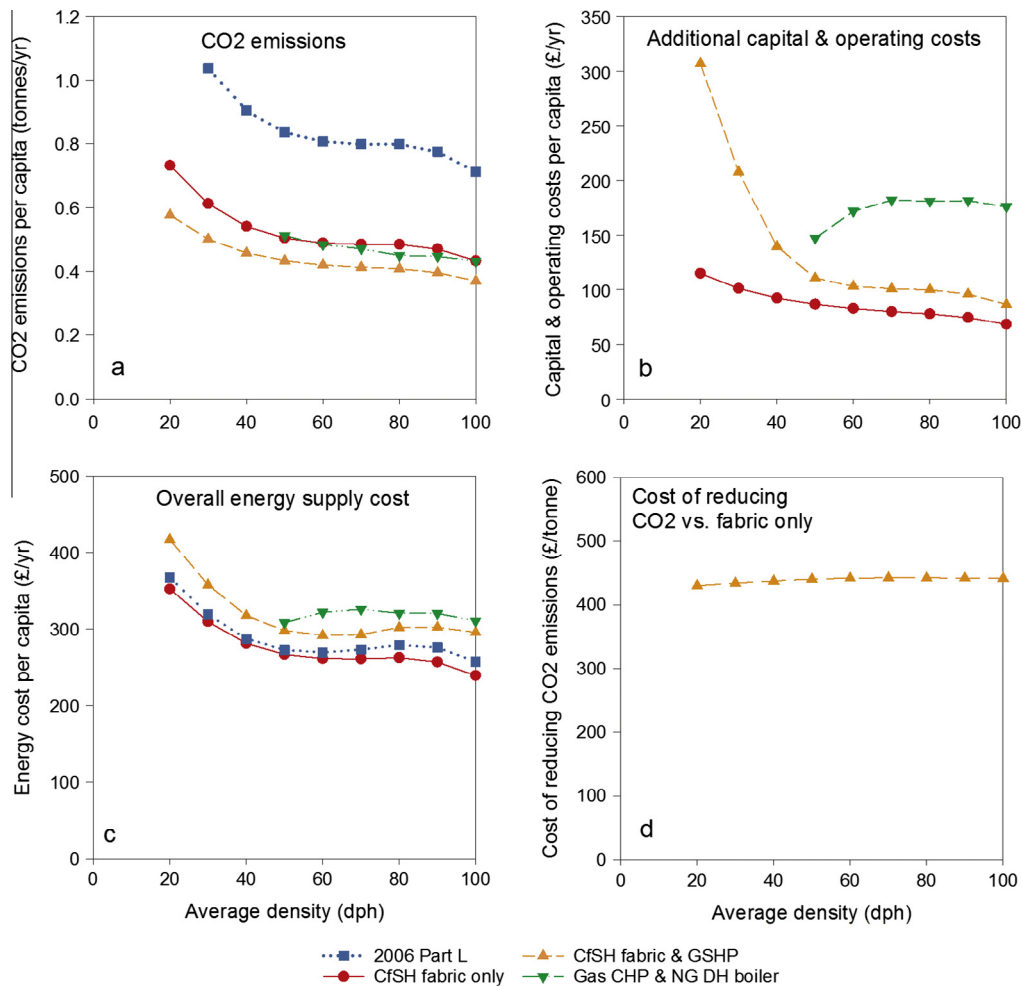 CO2 emissions
CO2 emissions per capita (tonnes/yr)
1.2
1.0
0.8
0.6
0.4
0.2
0.0
a
0 20 40 60 80 100
Additional capital & operating costs
Capital & operating costs per capita (£/yr)
350
300
250
200
150
100
50
0
b
0 20 40 60 80 100
Overall energy supply cost
Energy cost per capita (£/yr)
500
400
300
200
100
0
c
0 20 40 60 80 100
Average density (dph)
Cost of reducing
CO2 vs. fabric only
Cost of reducing CO2 emissions (£/tonne)
600
500
400
300
200
100
0
d
0 20 40 60 80 100
Average density (dph)
2006 Part L
CfSH fabric only
CfSH fabric & GSHP
Gas CHP & NG DH boiler